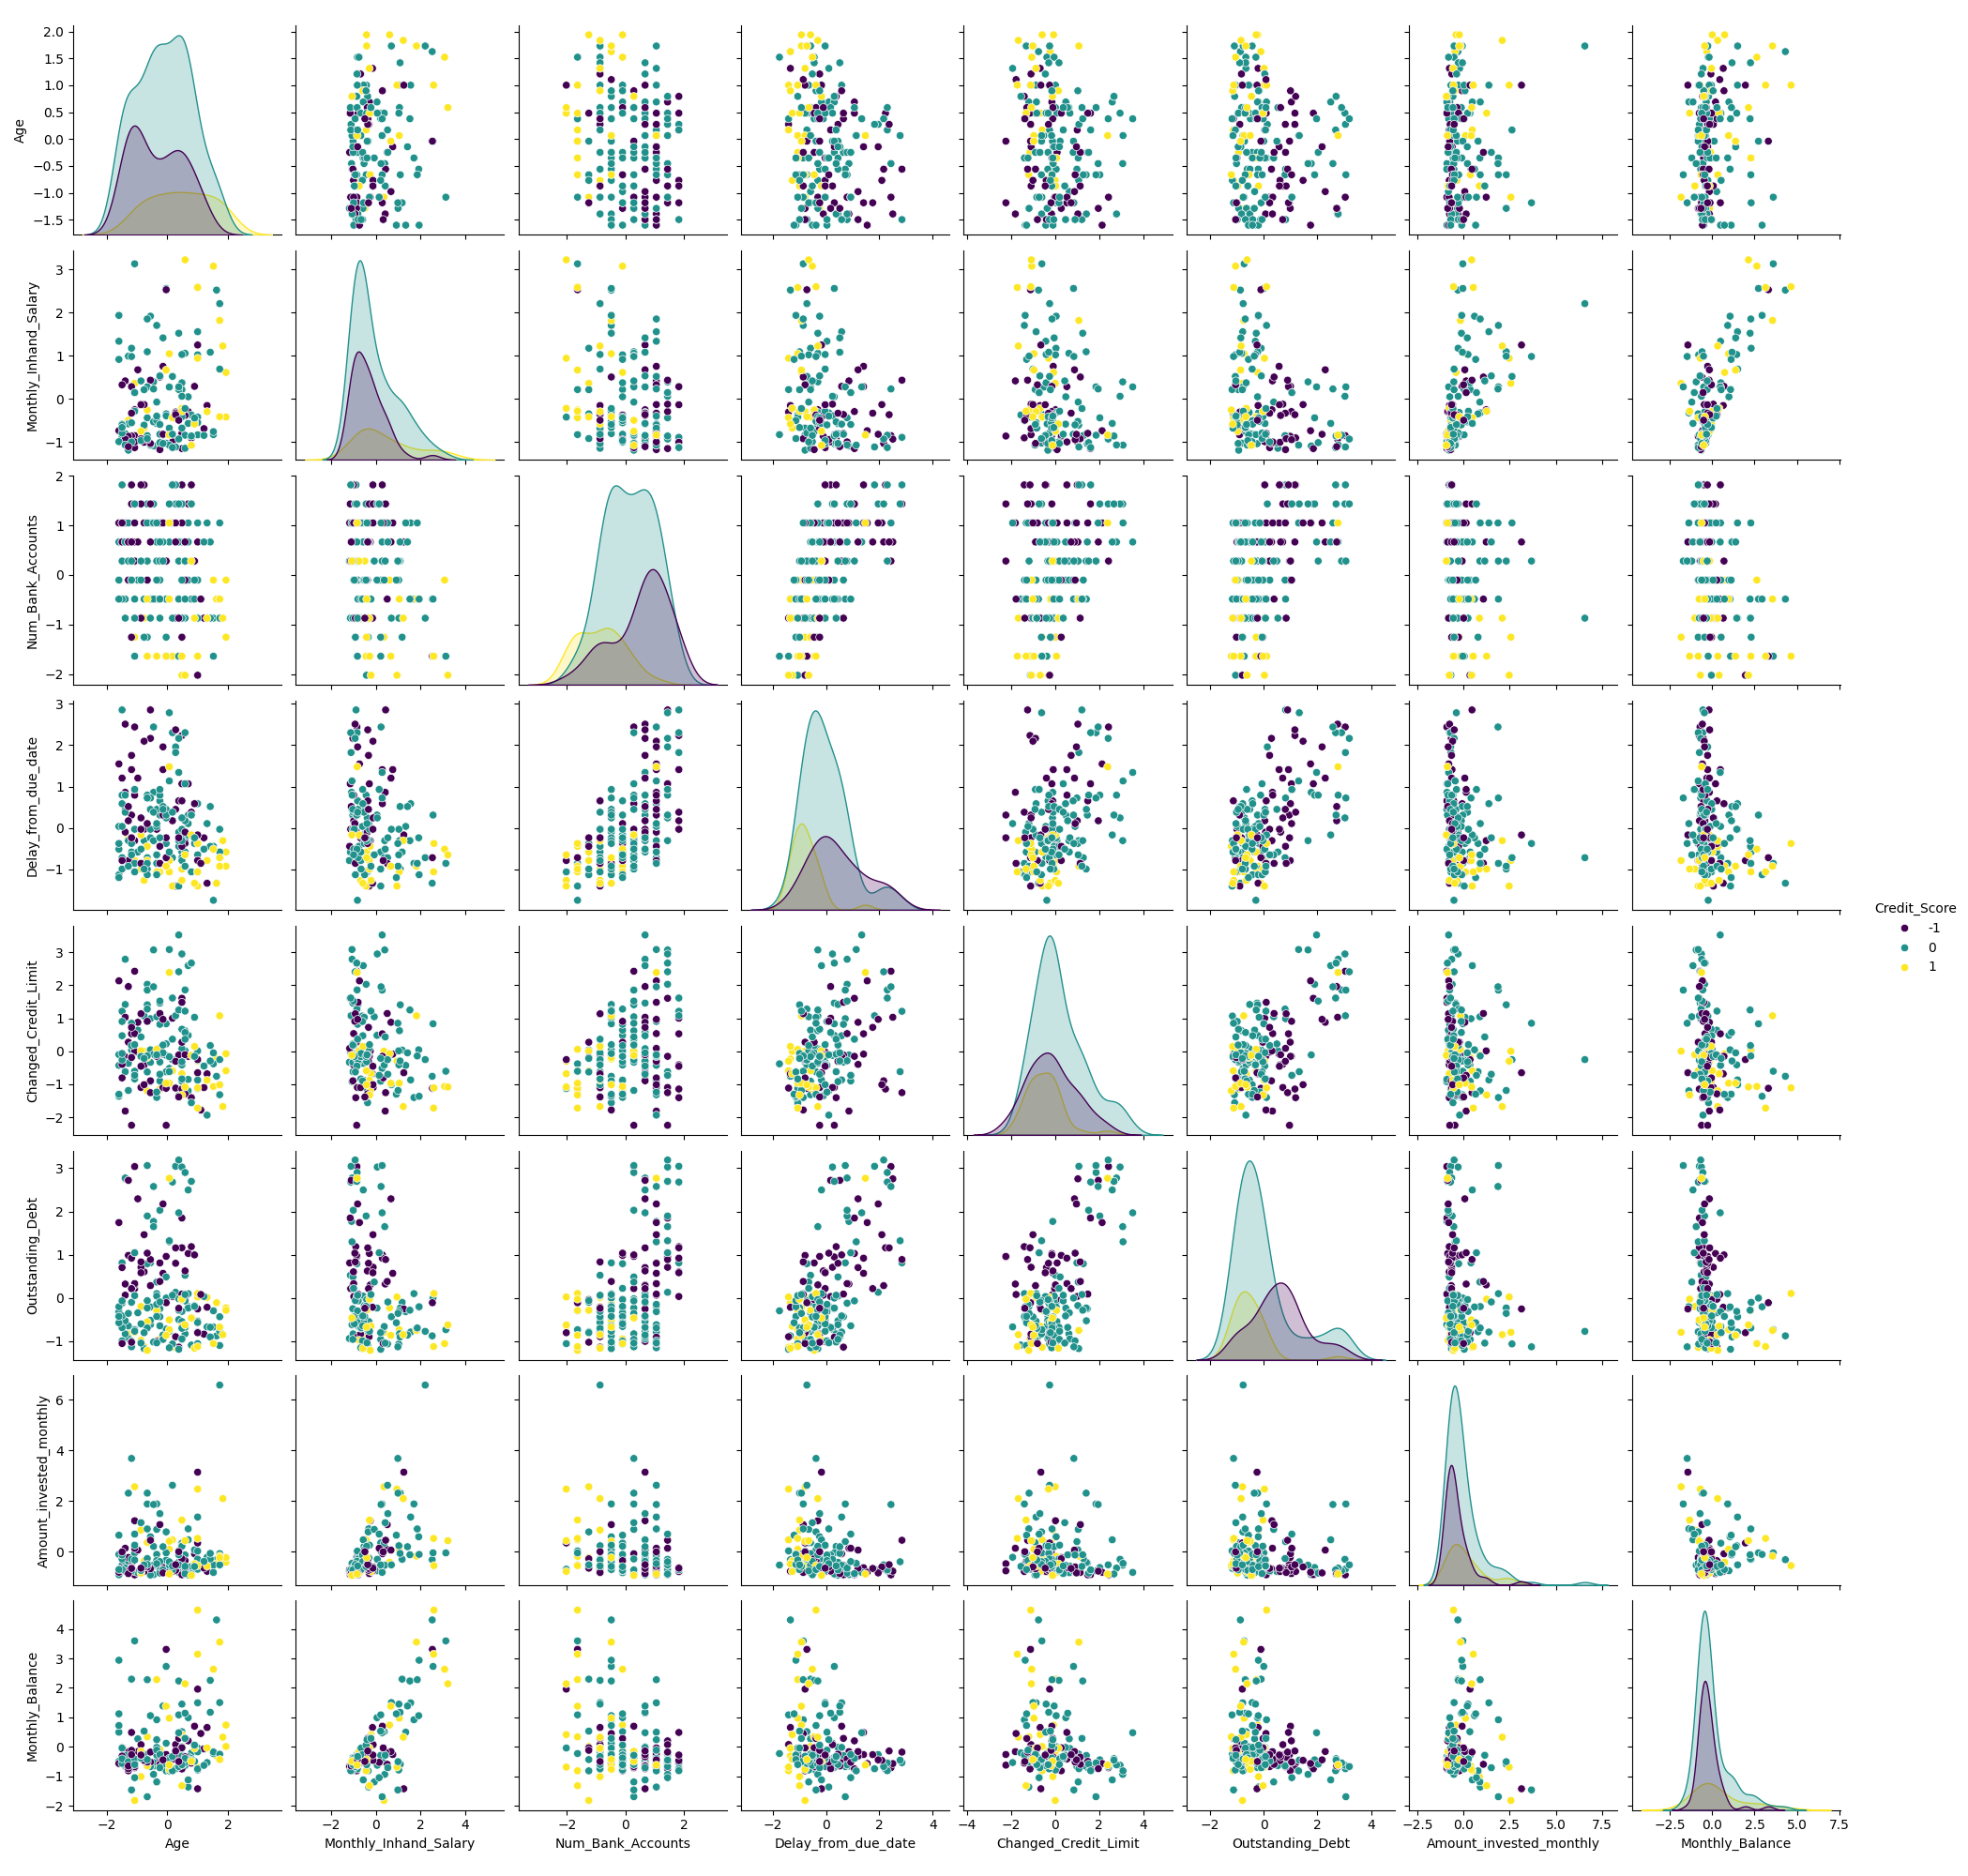 2.0
1.5
1.0
0.5
0.0
−0.5
−1.0
−1.5
Age
3
2
1
0
−1
Monthly_Inhand_Salary
2
1
0
−1
−2
Num_Bank_Accounts
3
2
1
0
−1
Delay_from_due_date
3
2
1
0
−1
−2
Changed_Credit_Limit
3
2
1
0
−1
Outstanding_Debt
6
4
2
0
Amount_invested_monthly
4
3
2
1
0
−1
−2
Monthly_Balance
−2 0 2
Age
−2 0 2 4
Monthly_Inhand_Salary
−2 0 2
Num_Bank_Accounts
−2 0 2 4
Delay_from_due_date
−4 −2 0 2 4
Changed_Credit_Limit
−2 0 2 4
Outstanding_Debt
−2.5 0.0 2.5 5.0 7.5
Amount_invested_monthly
−2.5 0.0 2.5 5.0 7.5
Monthly_Balance
Credit_Score
-1
0
1